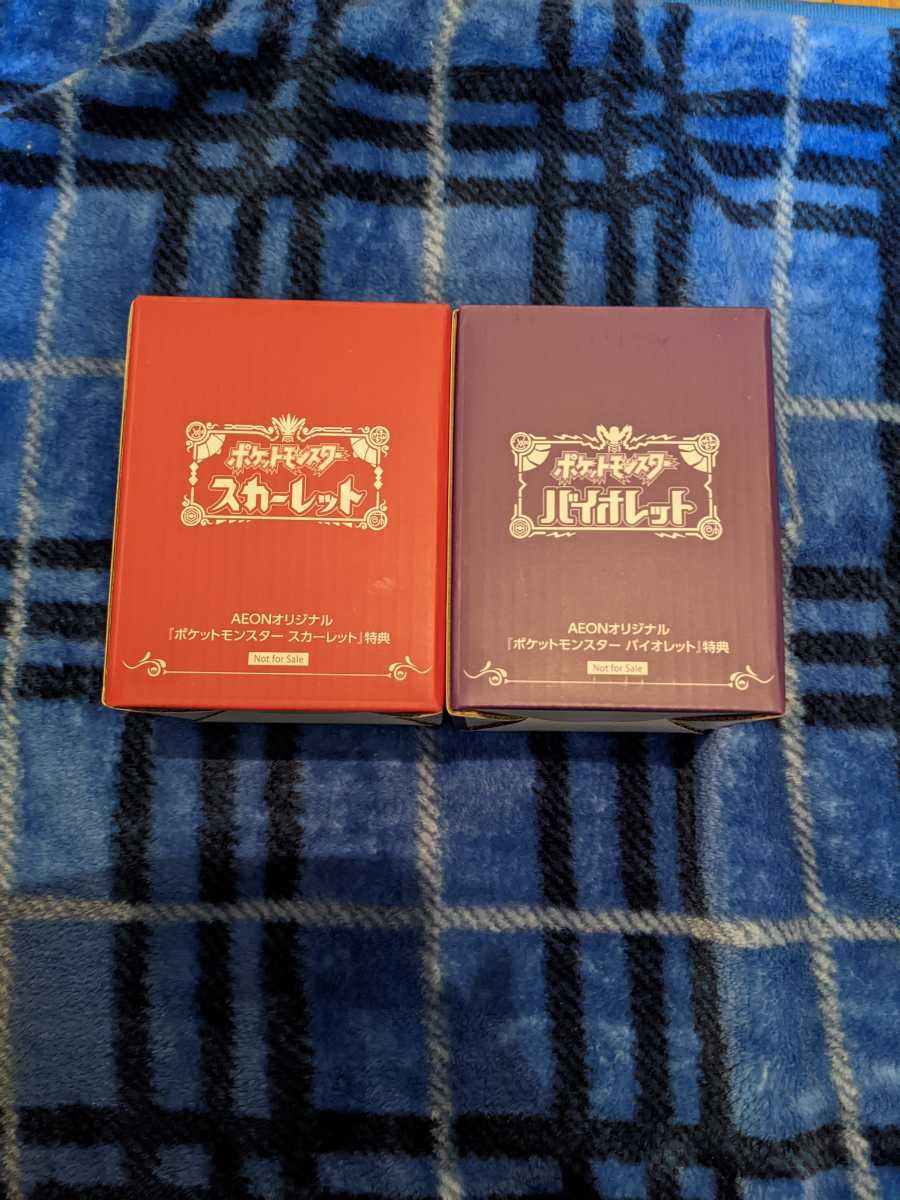 ポケットモンスター
スカーレット
AEONオリジナル
『ポケットモンスター スカーレット』特典
Not for Sale
ポケットモンスター
バイオレット
AEONオリジナル
『ポケットモンスター バイオレット』特典
Not for Sale